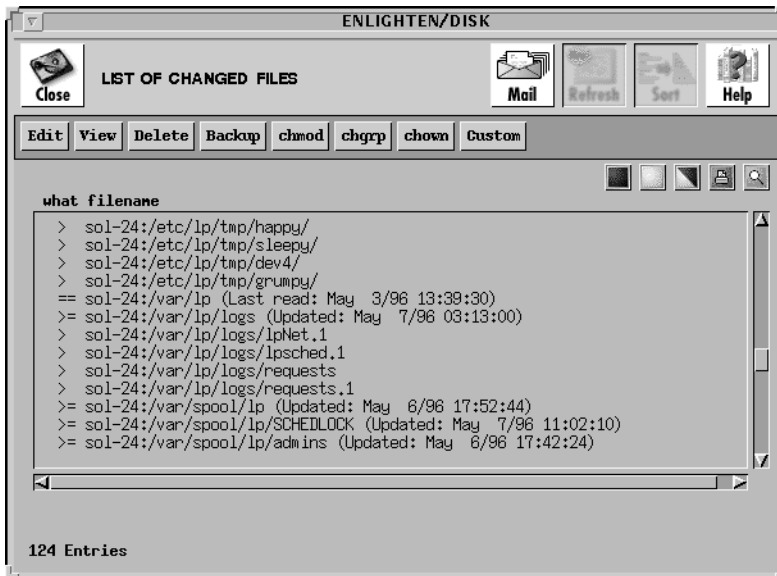 ENLIGHTEN/DISK
Close
LIST OF CHANGED FILES
Mail
Refresh
Sort
Help
Edit View Delete Backup chmod chgrp chown Custom
what filename
>  sol-24:/etc/lp/tmp/happy/
>  sol-24:/etc/lp/tmp/sleepy/
>  sol-24:/etc/lp/tmp/dev4/
>  sol-24:/etc/lp/tmp/grumpy/
== sol-24:/var/lp (Last read: May  3/96 13:39:30)
>= sol-24:/var/lp/logs (Updated: May  7/96 03:13:00)
>  sol-24:/var/lp/logs/lpNet.1
>  sol-24:/var/lp/logs/lpsched.1
>  sol-24:/var/lp/logs/requests
>  sol-24:/var/lp/logs/requests.1
>= sol-24:/var/spool/lp (Updated: May  6/96 17:52:44)
>= sol-24:/var/spool/lp/SCHEDLOCK (Updated: May  7/96 11:02:10)
>= sol-24:/var/spool/lp/admins (Updated: May  6/96 17:42:24)
124 Entries